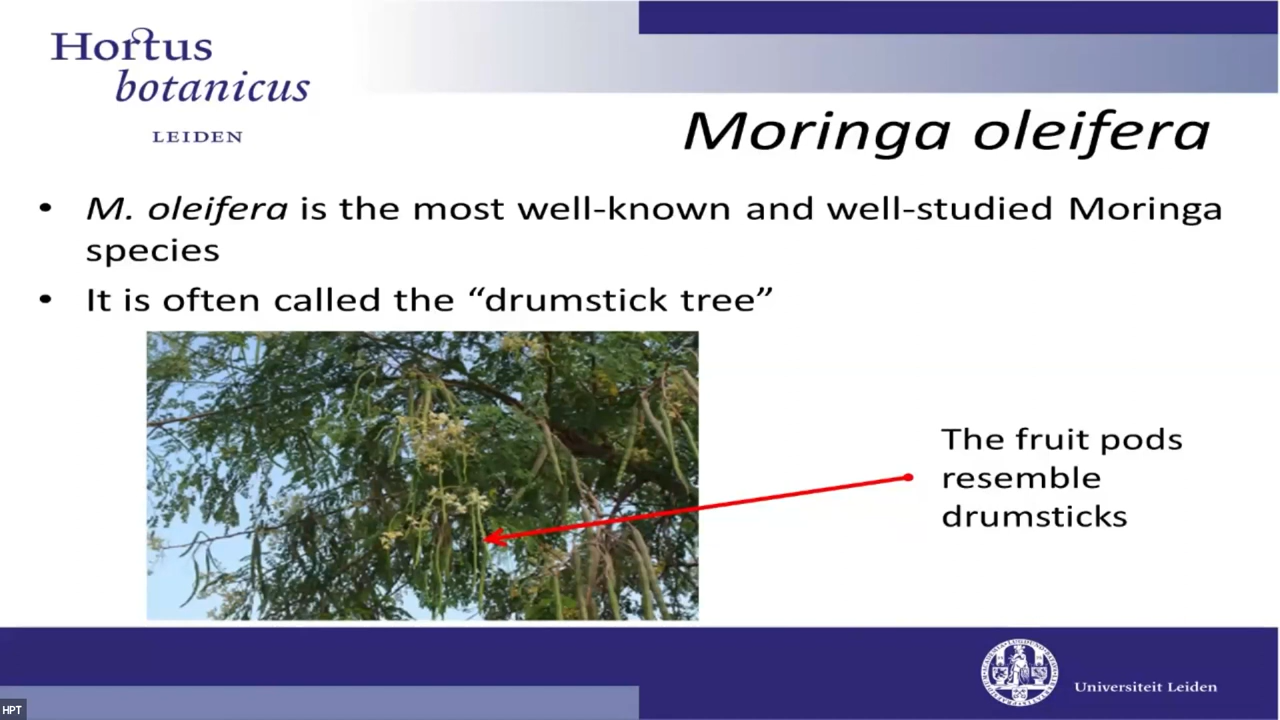 Hortus
botanicus
LEIDEN
Moringa oleifera
• M. oleifera is the most well-known and well-studied Moringa
species
• It is often called the “drumstick tree”
The fruit pods
resemble
drumsticks
Universiteit Leiden
HPT